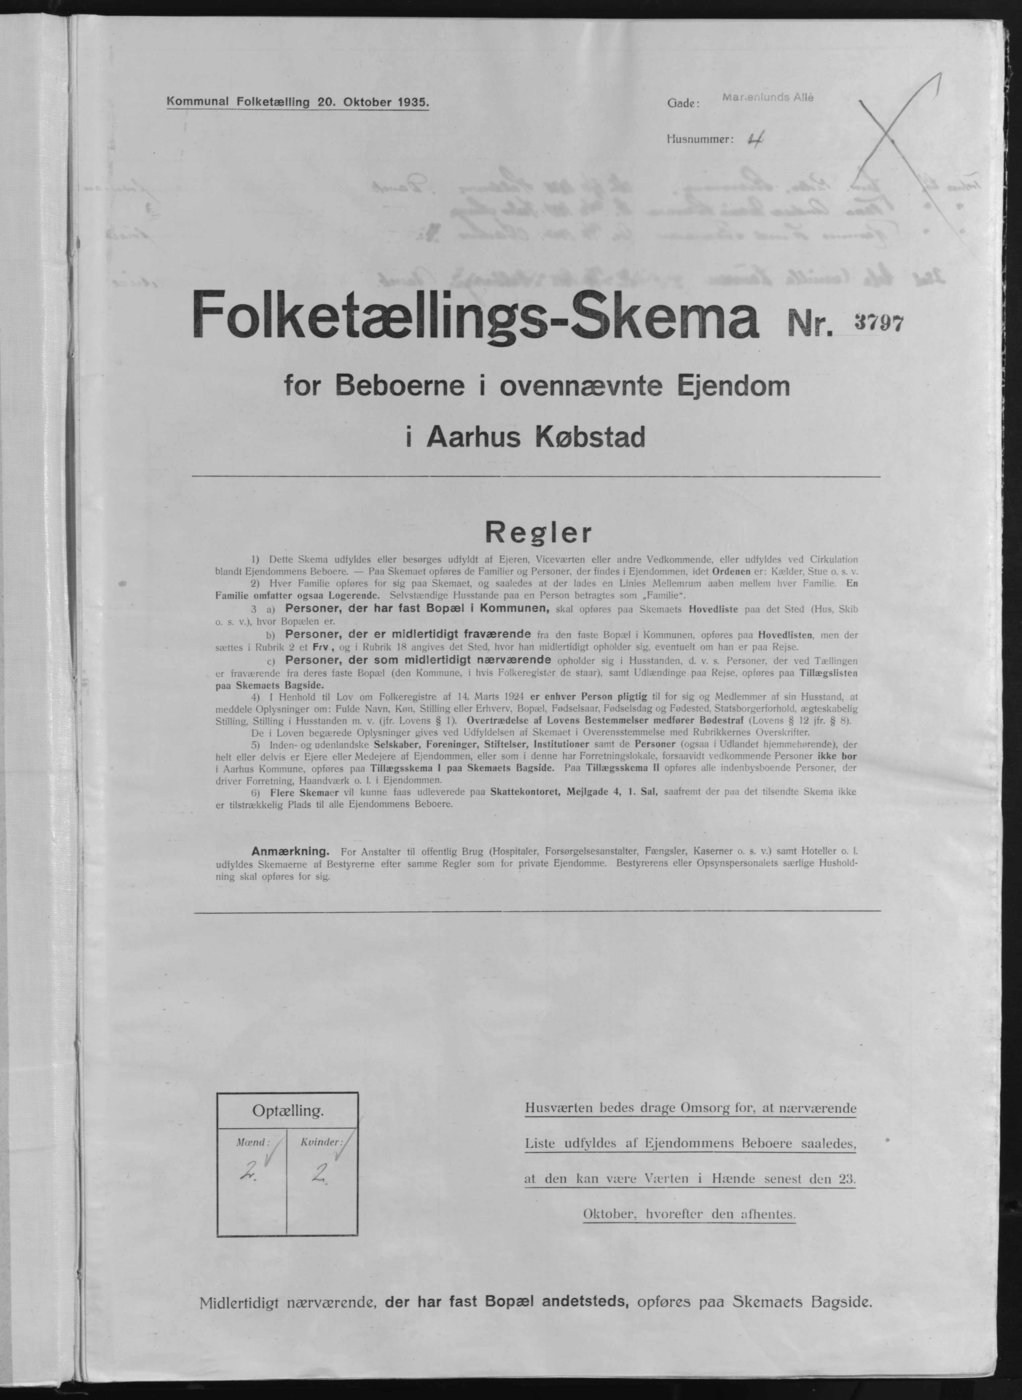 Kommunal Folketælling 20. Oktober 1935.
Gade: Marienlunds Allé
Husnummer: 4
Folketællings-Skema Nr. 3797
for Beboerne i ovennævnte Ejendom
i Aarhus Købstad
Regler
1) Dette Skema udfyldes eller besørges udfyldt af Ejeren, Viceværten eller andre Vedkommende, eller udfyldes ved Cirkulation
blandt Ejendommens Beboere. — Paa Skemaet opføres de Familier og Personer, der findes i Ejendommen, idet Ordenen er: Kælder, Stue o. s. v.
2) Hver Familie opføres for sig paa Skemaet, og saaledes at der lades en Linies Mellemrum aaben mellem hver Familie. En
Familie omfatter ogsaa Logerende. Selvstændige Husstande paa en Person betragtes som „Familie".
3 a) Personer, der har fast Bopæl i Kommunen, skal opføres paa Skemaets Hovedliste paa det Sted (Hus, Skib
o. s. v.), hvor Bopælen er.
b) Personer, der er midlertidigt fraværende fra den faste Bopæl i Kommunen, opføres paa Hovedlisten, men der
sættes i Rubrik 2 et Frv, og i Rubrik 18 angives det Sted, hvor han midlertidigt opholder sig, eventuelt om han er paa Rejse.
c) Personer, der som midlertidigt nærværende opholder sig i Husstanden, d. v. s. Personer, der ved Tællingen
er fraværende fra deres faste Bopæl (den Kommune, i hvis Folkeregister de staar), samt Udlændinge paa Rejse, opføres paa Tillægslisten
paa Skemaets Bagside.
4) I Henhold til Lov om Folkeregistre af 14. Marts 1924 er enhver Person pligtig til for sig og Medlemmer af sin Husstand, at
meddele Oplysninger om: Fulde Navn, Køn, Stilling eller Erhverv, Bopæl, Fødselsaar, Fødselsdag og Fødested, Statsborgerforhold, ægteskabelig
Stilling, Stilling i Husstanden m. v. (jfr. Lovens § 1). Overtrædelse af Lovens Bestemmelser medfører Bødestraf (Lovens § 12 jfr. § 8).
De i Loven begærede Oplysninger gives ved Udfyldelsen af Skemaet i Overensstemmelse med Rubrikkernes Overskrifter.
5) Inden- og udenlandske Selskaber, Foreninger, Stiftelser, Institutioner samt de Personer (ogsaa i Udlandet hjemmehørende), der
helt eller delvis er Ejere eller Medejere af Ejendommen, eller som i denne har Forretningslokale, forsaavidt vedkommende Personer ikke bor
i Aarhus Kommune, opføres paa Tillægsskema I paa Skemaets Bagside. Paa Tillægsskema II opføres alle indenbysboende Personer, der
driver Forretning, Haandværk o. l. i Ejendommen.
6) Flere Skemaer vil kunne faas udleverede paa Skattekontoret, Mejlgade 4, 1. Sal, saafremt der paa det tilsendte Skema ikke
er tilstrækkelig Plads til alle Ejendommens Beboere.
Anmærkning. For Anstalter til offentlig Brug (Hospitaler, Forsørgelsesanstalter, Fængsler, Kaserner o. s. v.) samt Hoteller o. l.
udfyldes Skemaerne af Bestyrerne efter samme Regler som for private Ejendomme. Bestyrerens eller Opsynspersonalets særlige Hushold-
ning skal opføres for sig.
Optælling.
Mænd: Kvinder:
2. 2.
Husværten bedes drage Omsorg for, at nærværende
Liste udfyldes af Ejendommens Beboere saaledes,
at den kan være Værten i Hænde senest den 23.
Oktober, hvorefter den afhentes.
Midlertidigt nærværende, der har fast Bopæl andetsteds, opføres paa Skemaets Bagside.